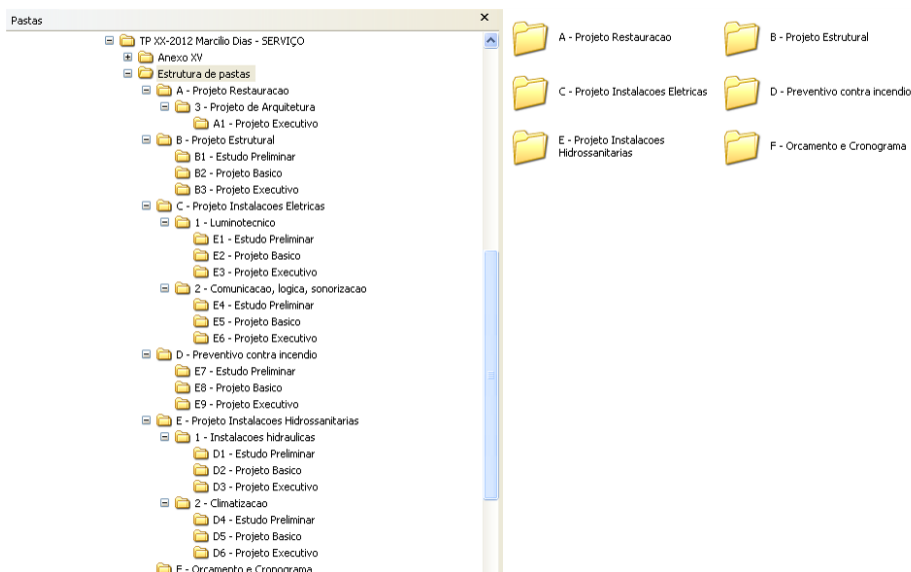 Pastas
TP XX-2012 Marcilio Dias - SERVIÇO
Anexo XV
Estrutura de pastas
A - Projeto Restauracao
3 - Projeto de Arquitetura
A1 - Projeto Executivo
B - Projeto Estrutural
B1 - Estudo Preliminar
B2 - Projeto Basico
B3 - Projeto Executivo
C - Projeto Instalacoes Eletricas
1 - Luminotecnico
E1 - Estudo Preliminar
E2 - Projeto Basico
E3 - Projeto Executivo
2 - Comunicacao, logica, sonorizacao
E4 - Estudo Preliminar
E5 - Projeto Basico
E6 - Projeto Executivo
D - Preventivo contra incendio
E7 - Estudo Preliminar
E8 - Projeto Basico
E9 - Projeto Executivo
E - Projeto Instalacoes Hidrossanitarias
1 - Instalacoes hidraulicas
D1 - Estudo Preliminar
D2 - Projeto Basico
D3 - Projeto Executivo
2 - Climatizacao
D4 - Estudo Preliminar
D5 - Projeto Basico
D6 - Projeto Executivo
F - Orcamento e Cronograma
A - Projeto Restauracao
B - Projeto Estrutural
C - Projeto Instalacoes Eletricas
D - Preventivo contra incendio
E - Projeto Instalacoes
Hidrossanitarias
F - Orcamento e Cronograma